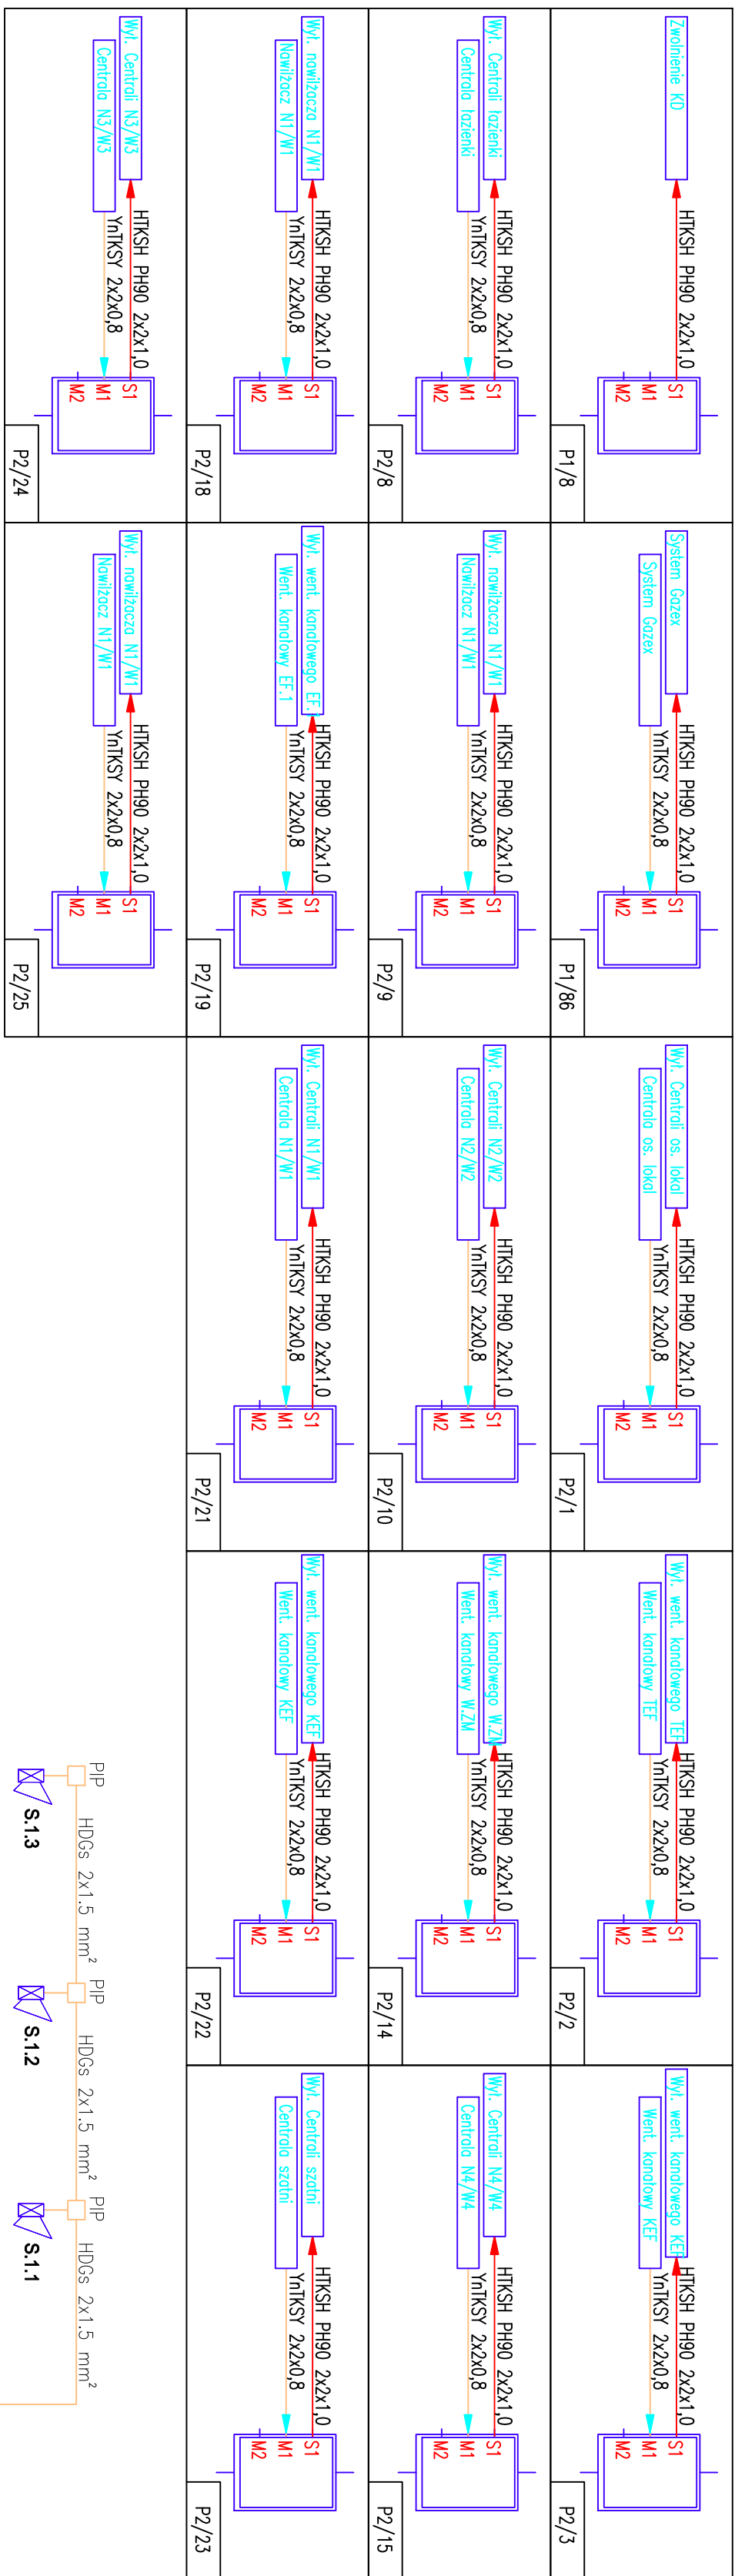 Zwolnienie KD
HTKSH PH90 2x2x1,0
S1
M1
M2
P1/8
System Gazex
HTKSH PH90 2x2x1,0
System Gazex
YnTKSY 2x2x0,8
S1
M1
M2
P1/86
Wył. Centrali os. lokal
HTKSH PH90 2x2x1,0
Centrala os. lokal
YnTKSY 2x2x0,8
S1
M1
M2
P2/1
Wył. went. kanałowego TEF
HTKSH PH90 2x2x1,0
Went. kanałowy TEF
YnTKSY 2x2x0,8
S1
M1
M2
P2/2
Wył. went. kanałowego KEF
HTKSH PH90 2x2x1,0
Went. kanałowy KEF
YnTKSY 2x2x0,8
S1
M1
M2
P2/3
Wył. Centrali łazienki
HTKSH PH90 2x2x1,0
Centrala łazienki
YnTKSY 2x2x0,8
S1
M1
M2
P2/8
Wył. nawilżacza N1/W1
HTKSH PH90 2x2x1,0
Nawilżacz N1/W1
YnTKSY 2x2x0,8
S1
M1
M2
P2/9
Wył. Centrali N2/W2
HTKSH PH90 2x2x1,0
Centrala N2/W2
YnTKSY 2x2x0,8
S1
M1
M2
P2/10
Wył. went. kanałowego W.ZM
HTKSH PH90 2x2x1,0
Went. kanałowy W.ZM
YnTKSY 2x2x0,8
S1
M1
M2
P2/14
Wył. Centrali N4/W4
HTKSH PH90 2x2x1,0
Centrala N4/W4
YnTKSY 2x2x0,8
S1
M1
M2
P2/15
Wył. nawilżacza N1/W1
HTKSH PH90 2x2x1,0
Nawilżacz N1/W1
YnTKSY 2x2x0,8
S1
M1
M2
P2/18
Wył. went. kanałowego EF.1
HTKSH PH90 2x2x1,0
Went. kanałowy EF.1
YnTKSY 2x2x0,8
S1
M1
M2
P2/19
Wył. Centrali N1/W1
HTKSH PH90 2x2x1,0
Centrala N1/W1
YnTKSY 2x2x0,8
S1
M1
M2
P2/21
Wył. went. kanałowego KEF
HTKSH PH90 2x2x1,0
Went. kanałowy KEF
YnTKSY 2x2x0,8
S1
M1
M2
P2/22
Wył. Centrali szatni
HTKSH PH90 2x2x1,0
Centrala szatni
YnTKSY 2x2x0,8
S1
M1
M2
P2/23
Wył. Centrali N3/W3
HTKSH PH90 2x2x1,0
Centrala N3/W3
YnTKSY 2x2x0,8
S1
M1
M2
P2/24
Wył. nawilżacza N1/W1
HTKSH PH90 2x2x1,0
Nawilżacz N1/W1
YnTKSY 2x2x0,8
S1
M1
M2
P2/25
PIP
HDGs 2x1.5 mm²
PIP
HDGs 2x1.5 mm²
PIP
HDGs 2x1.5 mm²
S.1.3
S.1.2
S.1.1